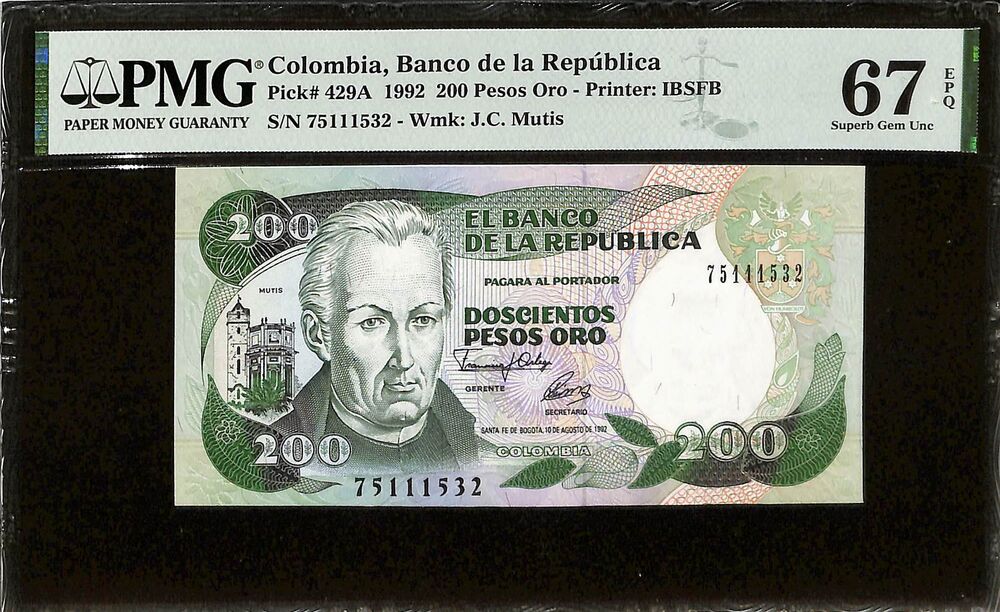 PMG®
PAPER MONEY GUARANTY
Colombia, Banco de la República
Pick# 429A 1992 200 Pesos Oro - Printer: IBSFB
S/N 75111532 - Wmk: J.C. Mutis
67
EPQ
Superb Gem Unc
200
EL BANCO
DE LA REPUBLICA
75111532
MUTIS
PAGARA AL PORTADOR
VON HUMBOLDT
DOSCIENTOS
PESOS ORO
GERENTE
SECRETARIO
SANTA FE DE BOGOTA, 10 DE AGOSTO DE 1992
200
COLOMBIA
200
75111532